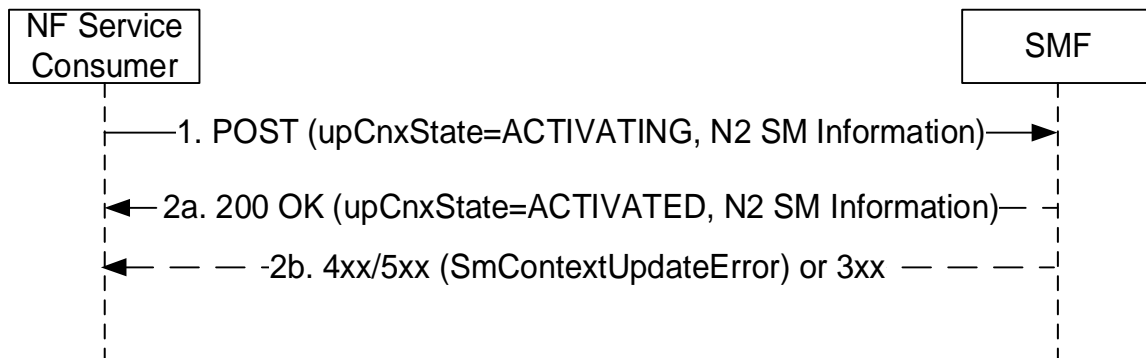 NF Service
Consumer
SMF
1. POST (upCnxState=ACTIVATING, N2 SM Information)
2a. 200 OK (upCnxState=ACTIVATED, N2 SM Information)
2b. 4xx/5xx (SmContextUpdateError) or 3xx